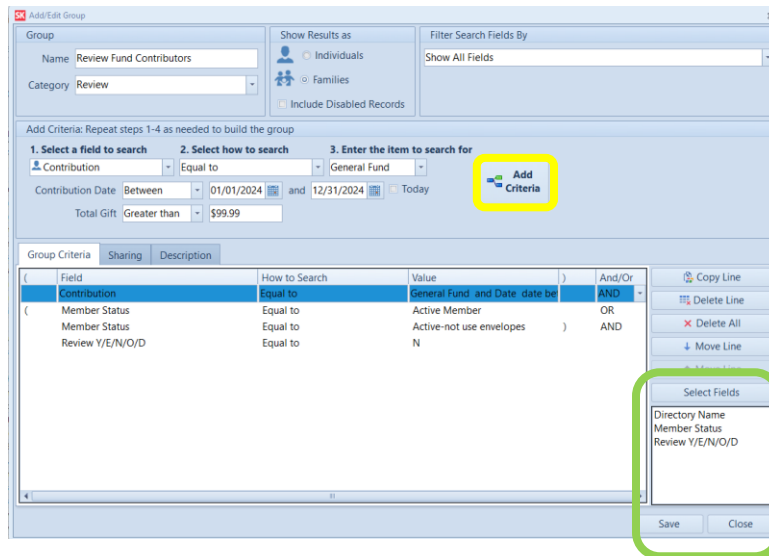 SK Add/Edit Group
Group
Name Review Fund Contributors
Category Review
Show Results as
Individuals
Families
Include Disabled Records
Filter Search Fields By
Show All Fields
Add Criteria: Repeat steps 1-4 as needed to build the group
1. Select a field to search 2. Select how to search 3. Enter the item to search for
Contribution Equal to General Fund
Contribution Date Between 01/01/2024 and 12/31/2024 Today
Total Gift Greater than $99.99
Add
Criteria
Group Criteria Sharing Description
( Field How to Search Value ) And/Or
Contribution Equal to General Fund and Date date be AND
( Member Status Equal to Active Member OR
Member Status Equal to Active-not use envelopes ) AND
Review Y/E/N/O/D Equal to N
Copy Line
Delete Line
Delete All
Move Line
Move Line
Select Fields
Directory Name
Member Status
Review Y/E/N/O/D
Save Close